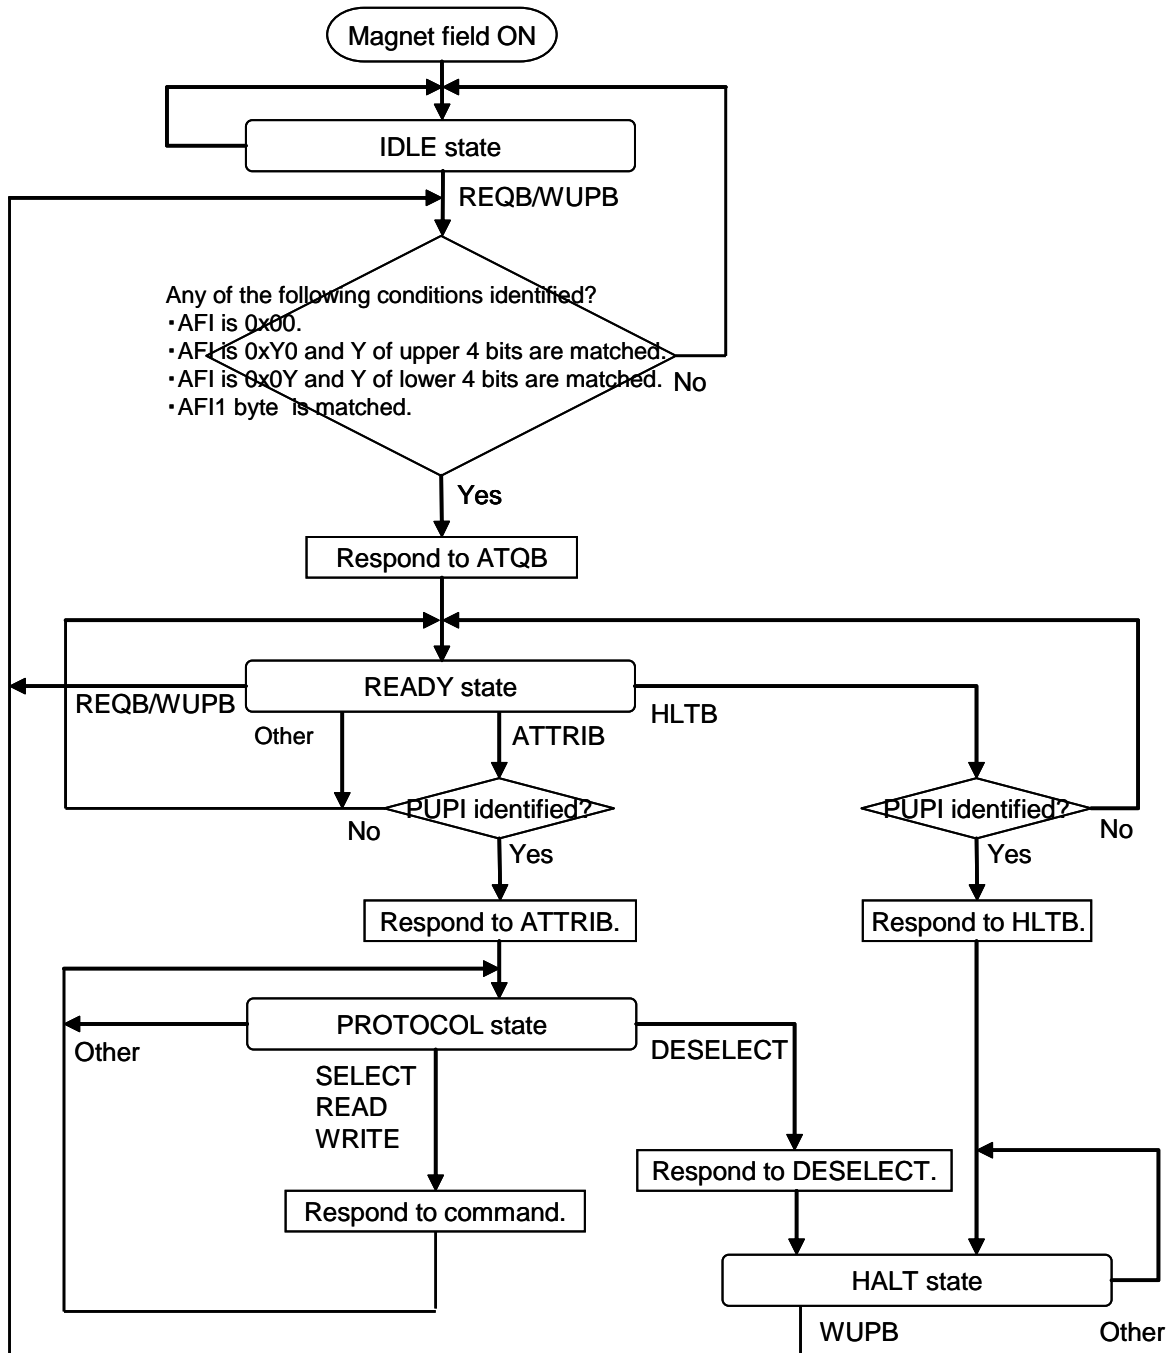 Magnet field ON
IDLE state
REQB/WUPB
Any of the following conditions identified?
・AFI is 0x00.
・AFI is 0xY0 and Y of upper 4 bits are matched.
・AFI is 0x0Y and Y of lower 4 bits are matched.
・AFI1 byte  is matched.
No
Yes
Respond to ATQB
READY state
REQB/WUPB
Other
ATTRIB
HLTB
PUPI identified?
No
Yes
PUPI identified?
No
Yes
Respond to ATTRIB.
Respond to HLTB.
PROTOCOL state
Other
DESELECT
SELECT
READ
WRITE
Respond to DESELECT.
Respond to command.
HALT state
WUPB
Other